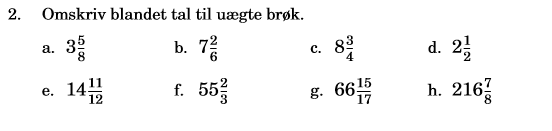 2. Omskriv blandet tal til uægte brøk.
a. 3 5/8 b. 7 2/6 c. 8 3/4 d. 2 1/2
e. 14 11/12 f. 55 2/3 g. 66 15/17 h. 216 7/8